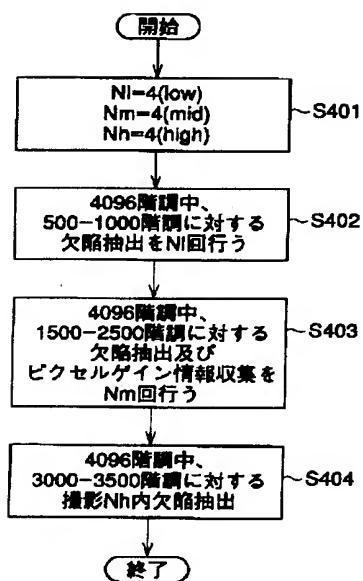 開始
Nl=4(low)
Nm=4(mid)
Nh=4(high)
S401
4096階調中、
500-1000階調に対する
欠陥抽出をNl回行う
S402
4096階調中、
1500-2500階調に対する
欠陥抽出及び
ピクセルゲイン情報収集を
Nm回行う
S403
4096階調中、
3000-3500階調に対する
撮影Nh内欠陥抽出
S404
終了